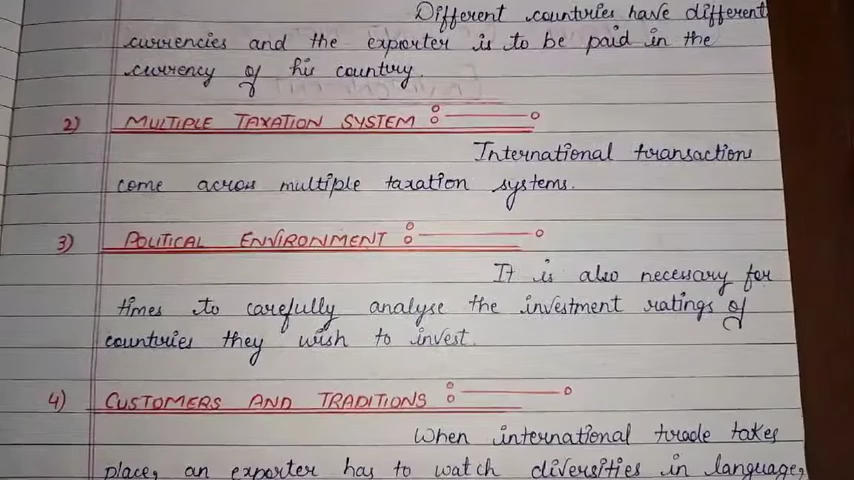 Different countries have different
currencies and the exporter is to be paid in the
currency of his country.
2) MULTIPLE TAXATION SYSTEM
International transactions
come across multiple taxation systems.
3) POLITICAL ENVIRONMENT
It is also necessary for
times to carefully analyse the investment ratings of
countries they wish to invest.
4) CUSTOMERS AND TRADITIONS
When international trade takes
place, an exporter has to watch diversities in language,